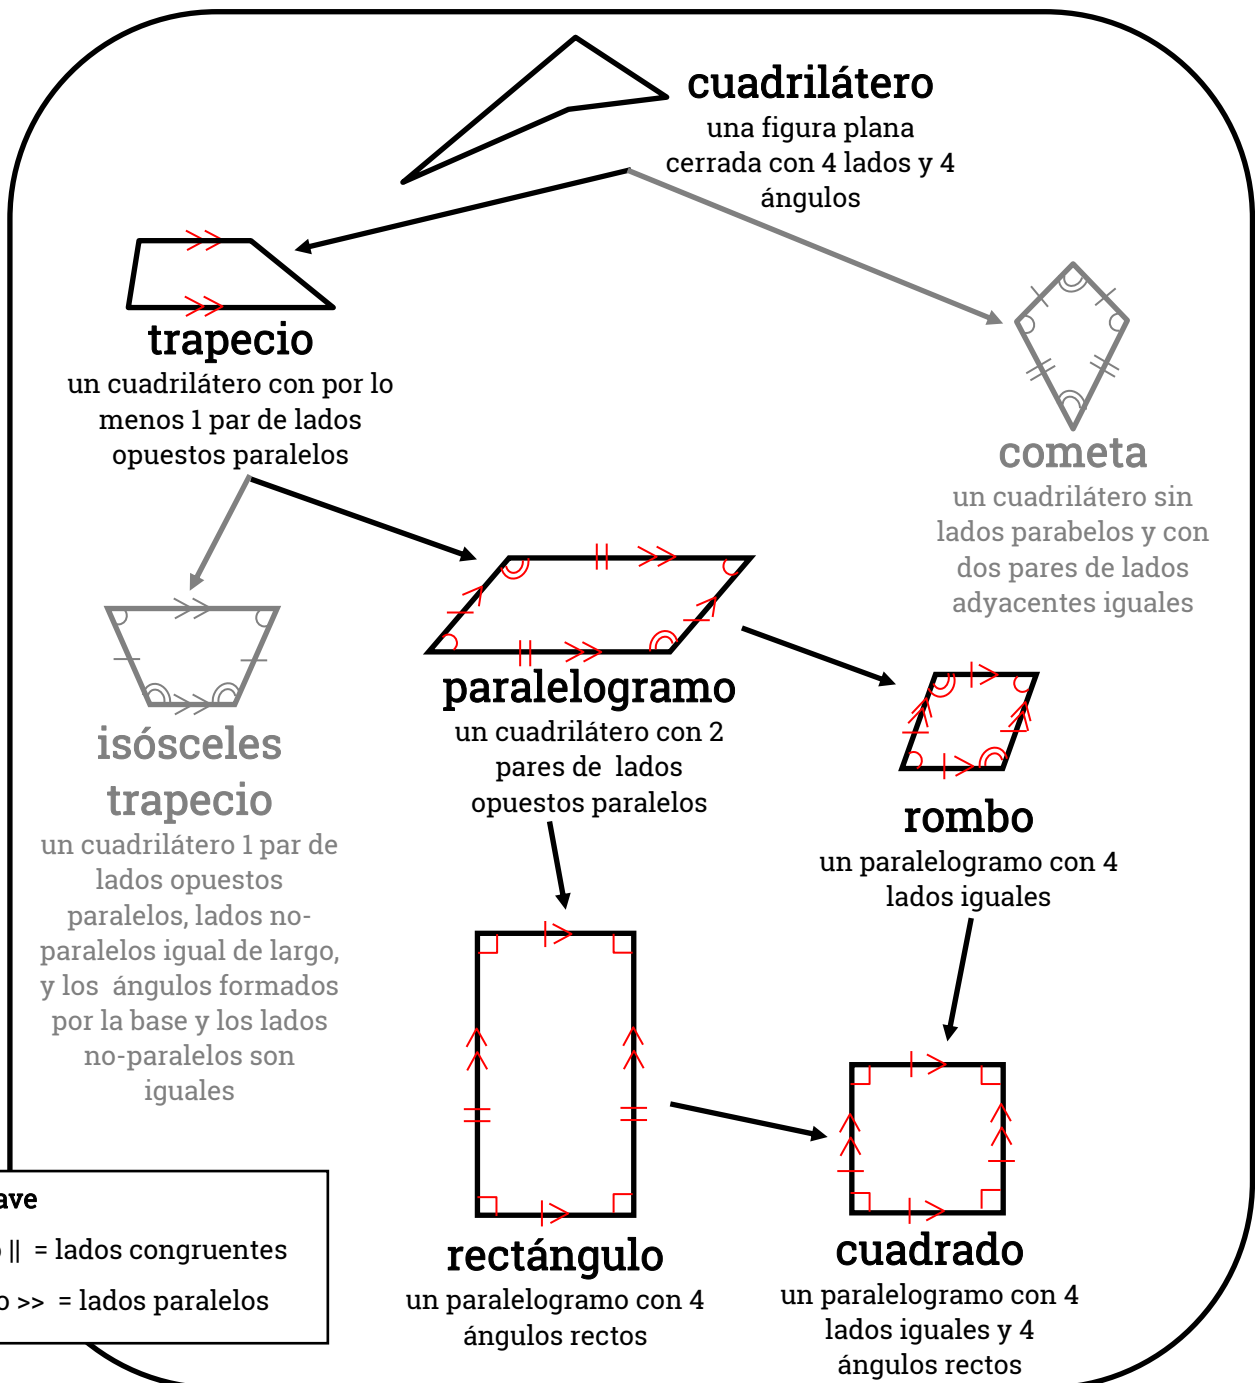 cuadrilátero
una figura plana
cerrada con 4 lados y 4
ángulos
trapecio
un cuadrilátero con por lo
menos 1 par de lados
opuestos paralelos
cometa
un cuadrilátero sin
lados parabelos y con
dos pares de lados
adyacentes iguales
paralelogramo
un cuadrilátero con 2
pares de lados
opuestos paralelos
isósceles
trapecio
un cuadrilátero 1 par de
lados opuestos
paralelos, lados no-
paralelos igual de largo,
y los ángulos formados
por la base y los lados
no-paralelos son
iguales
rombo
un paralelogramo con 4
lados iguales
rectángulo
un paralelogramo con 4
ángulos rectos
cuadrado
un paralelogramo con 4
lados iguales y 4
ángulos rectos
|| = lados congruentes
o >> = lados paralelos